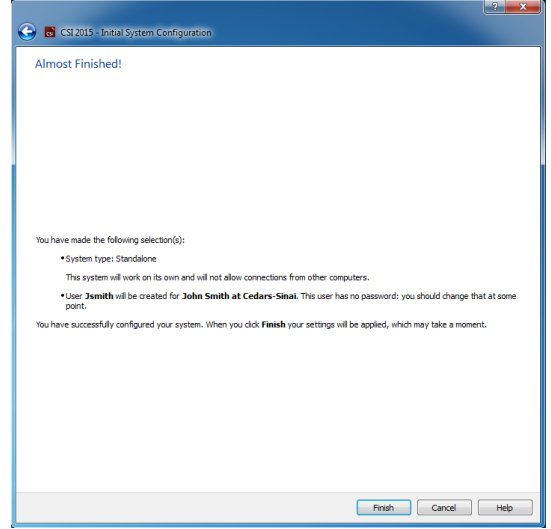 CSI 2015 - Initial System Configuration
Almost Finished!
You have made the following selection(s):
• System type: Standalone
This system will work on its own and will not allow connections from other computers.
• User Jsmith will be created for John Smith at Cedars-Sinai. This user has no password: you should change that at some
point.
You have successfully configured your system. When you click Finish your settings will be applied, which may take a moment.
Finish Cancel Help